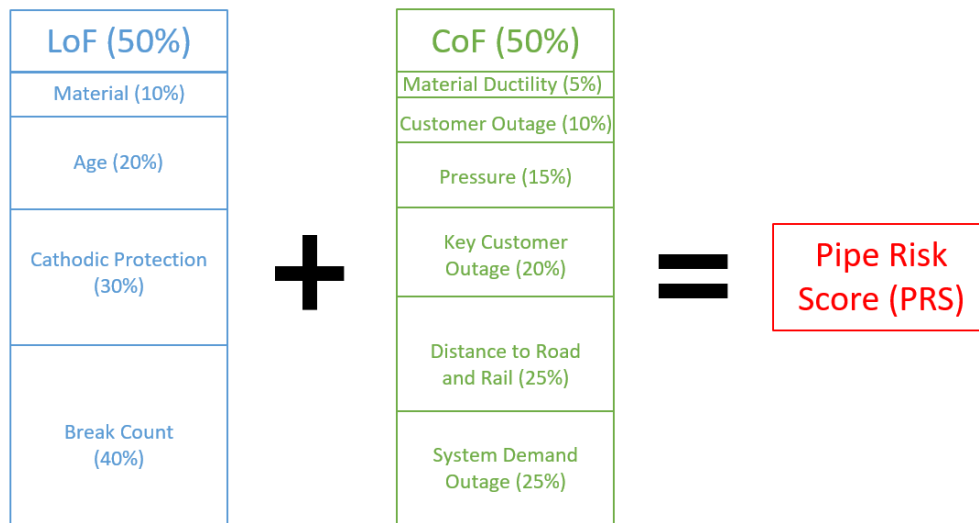 LoF (50%)
Material (10%)
Age (20%)
Cathodic Protection
(30%)
Break Count
(40%)
+
CoF (50%)
Material Ductility (5%)
Customer Outage (10%)
Pressure (15%)
Key Customer
Outage (20%)
Distance to Road
and Rail (25%)
System Demand
Outage (25%)
=
Pipe Risk
Score (PRS)